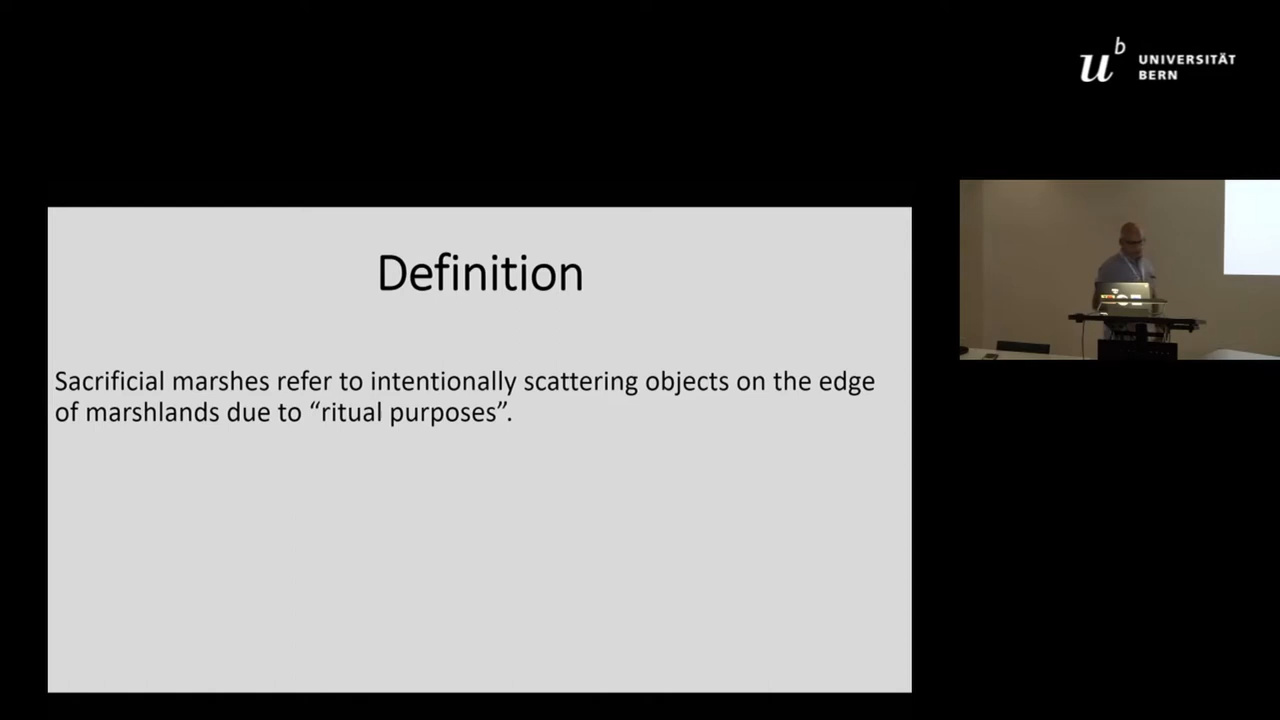 u^b UNIVERSITÄT
BERN
Definition
Sacrificial marshes refer to intentionally scattering objects on the edge
of marshlands due to “ritual purposes”.